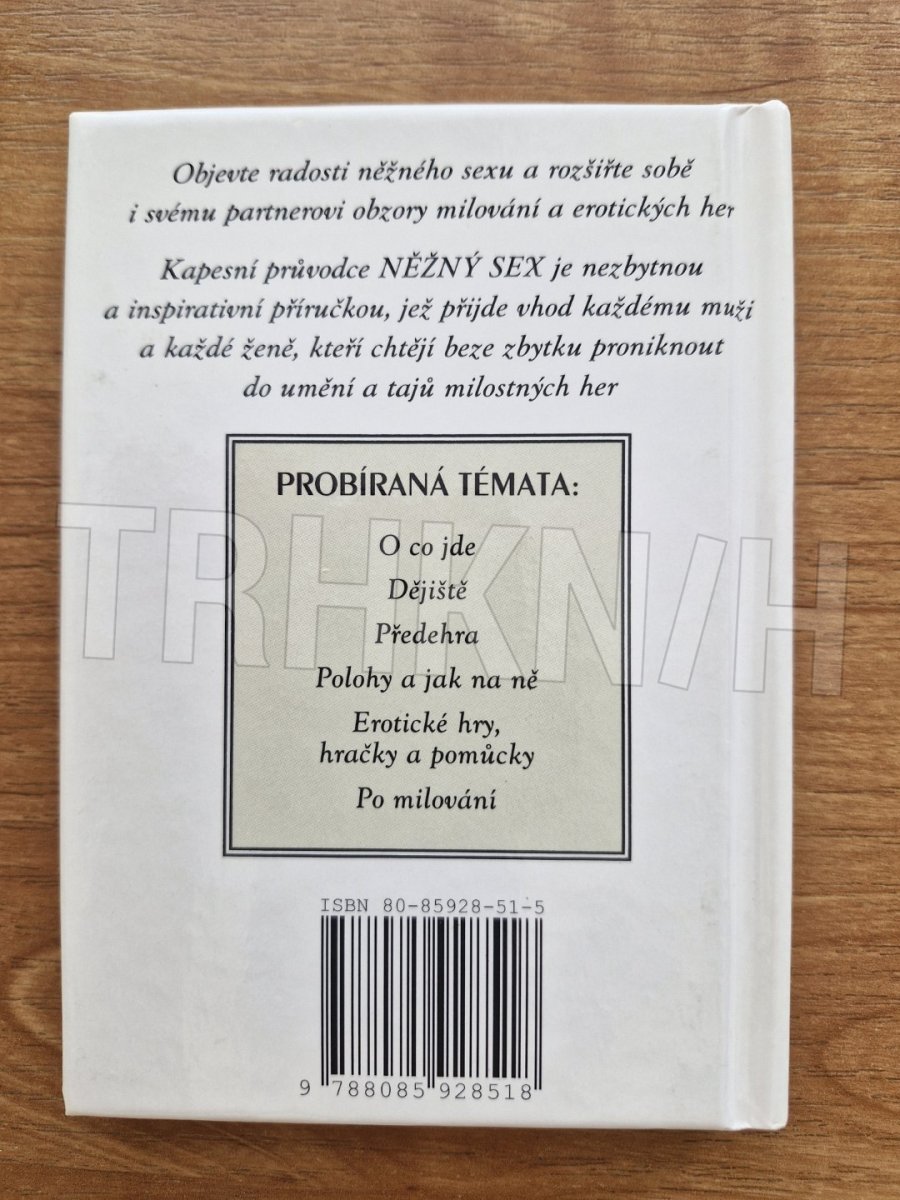 Objevte radosti něžného sexu a rozšiřte sobě
i svému partnerovi obzory milování a erotických her
Kapesní průvodce NĚŽNÝ SEX je nezbytnou
a inspirativní příručkou, jež přijde vhod každému muži
a každé ženě, kteří chtějí beze zbytku proniknout
do umění a tajů milostných her
PROBÍRANÁ TÉMATA:
O co jde
Dějiště
Předehra
Polohy a jak na ně
Erotické hry,
hračky a pomůcky
Po milování
TRHKNIH
ISBN 80-85928-51-5
9 788085 928518